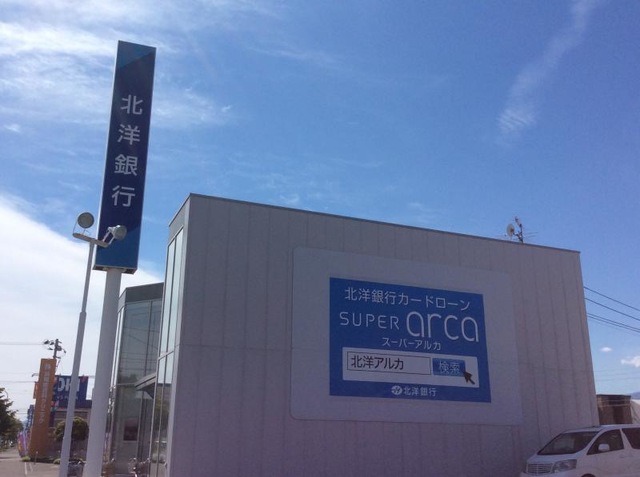 北洋銀行
北洋銀行カードローン
SUPER arca
スーパーアルカ
北洋アルカ 検索
北洋銀行